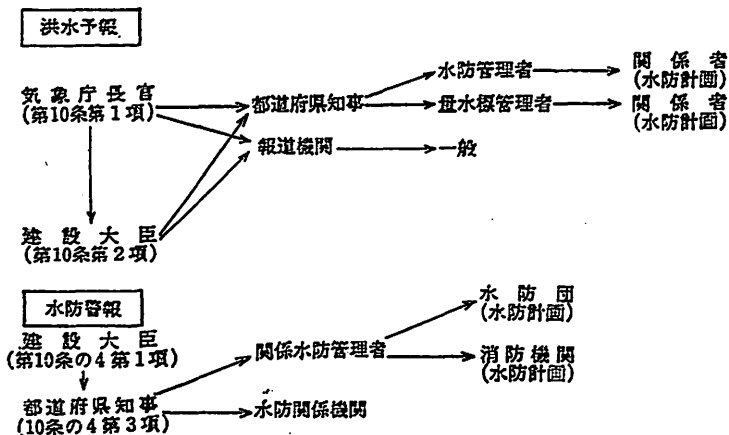 洪水予報
気象庁長官
(第10条第1項)
都道府県知事
水防管理者
関係者
(水防計画)
量水標管理者
関係者
(水防計画)
報道機関
一般
建設大臣
(第10条第2項)
水防警報
建設大臣
(第10条の4第1項)
都道府県知事
(10条の4第3項)
関係水防管理者
水防団
(水防計画)
消防機関
(水防計画)
水防関係機関